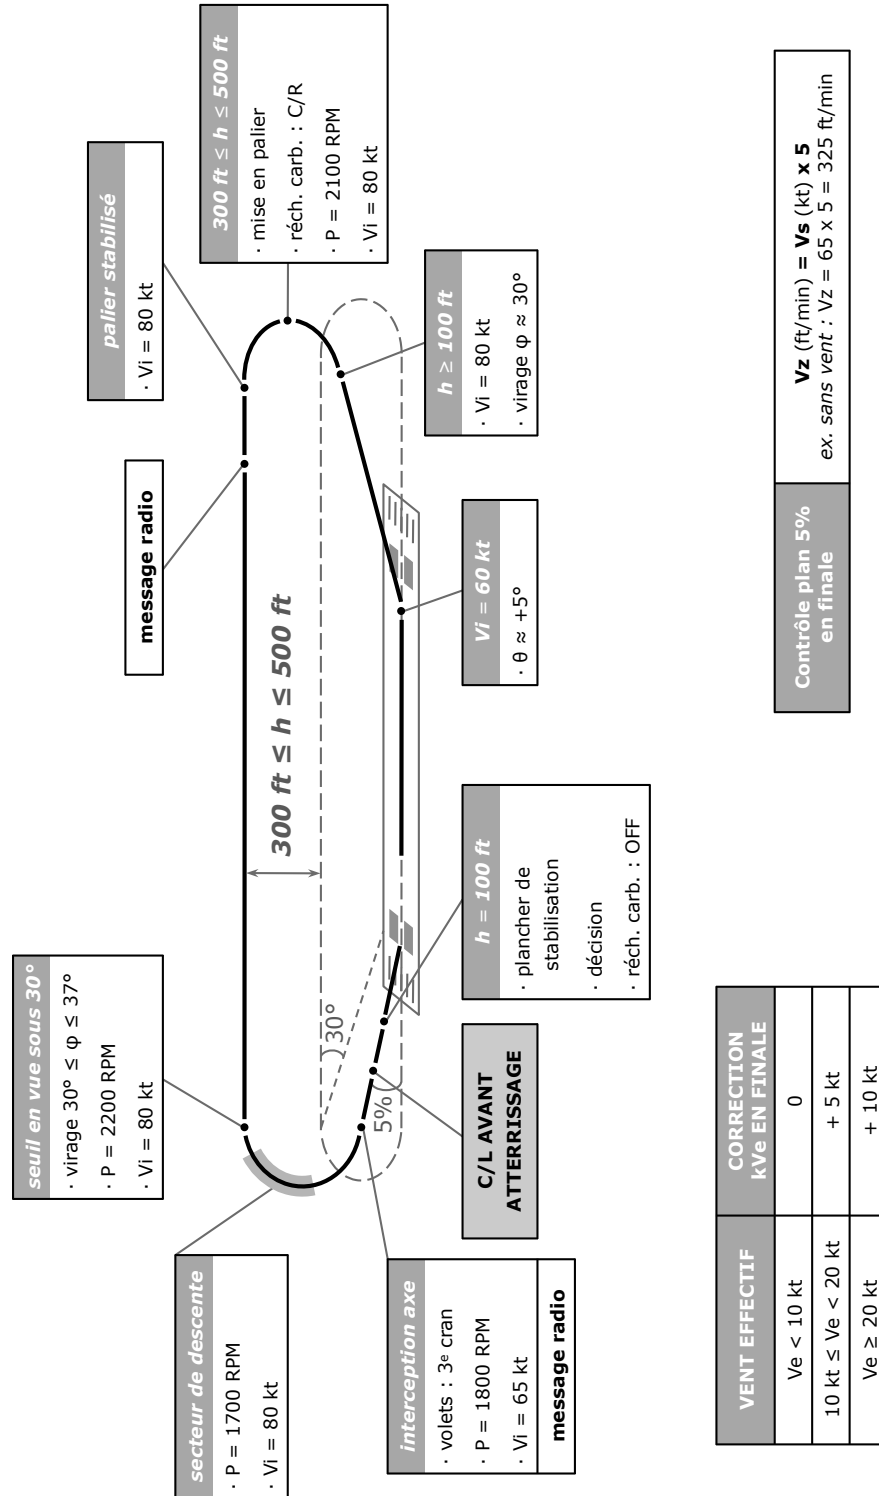 seuil en vue sous 30°
· virage 30° ≤ φ ≤ 37°
· P = 2200 RPM
· Vi = 80 kt
message radio
palier stabilisé
· Vi = 80 kt
300 ft ≤ h ≤ 500 ft
· mise en palier
· réch. carb. : C/R
· P = 2100 RPM
· Vi = 80 kt
secteur de descente
· P = 1700 RPM
· Vi = 80 kt
300 ft ≤ h ≤ 500 ft
30°
5%
interception axe
· volets : 3e cran
· P = 1800 RPM
· Vi = 65 kt
message radio
C/L AVANT
ATTERRISSAGE
h = 100 ft
· plancher de
stabilisation
· décision
· réch. carb. : OFF
Vi = 60 kt
· θ ≈ +5°
h ≥ 100 ft
· Vi = 80 kt
· virage φ ≈ 30°
VENT EFFECTIF
CORRECTION
kVe EN FINALE
Ve < 10 kt
0
10 kt ≤ Ve < 20 kt
+ 5 kt
Ve ≥ 20 kt
+ 10 kt
Contrôle plan 5%
en finale
Vz (ft/min) = Vs (kt) x 5
ex. sans vent : Vz = 65 x 5 = 325 ft/min